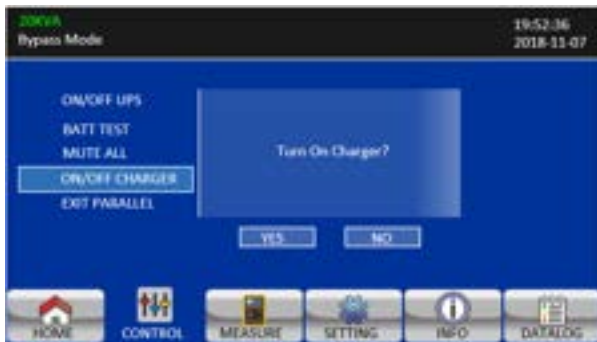 20KVA
Bypass Mode
19:52:36
2018-11-07
ON/OFF UPS
BATT TEST
MUTE ALL
ON/OFF CHARGER
EXIT PARALLEL
Turn On Charger?
YES
NO
HOME
CONTROL
MEASURE
SETTING
INFO
DATALOG